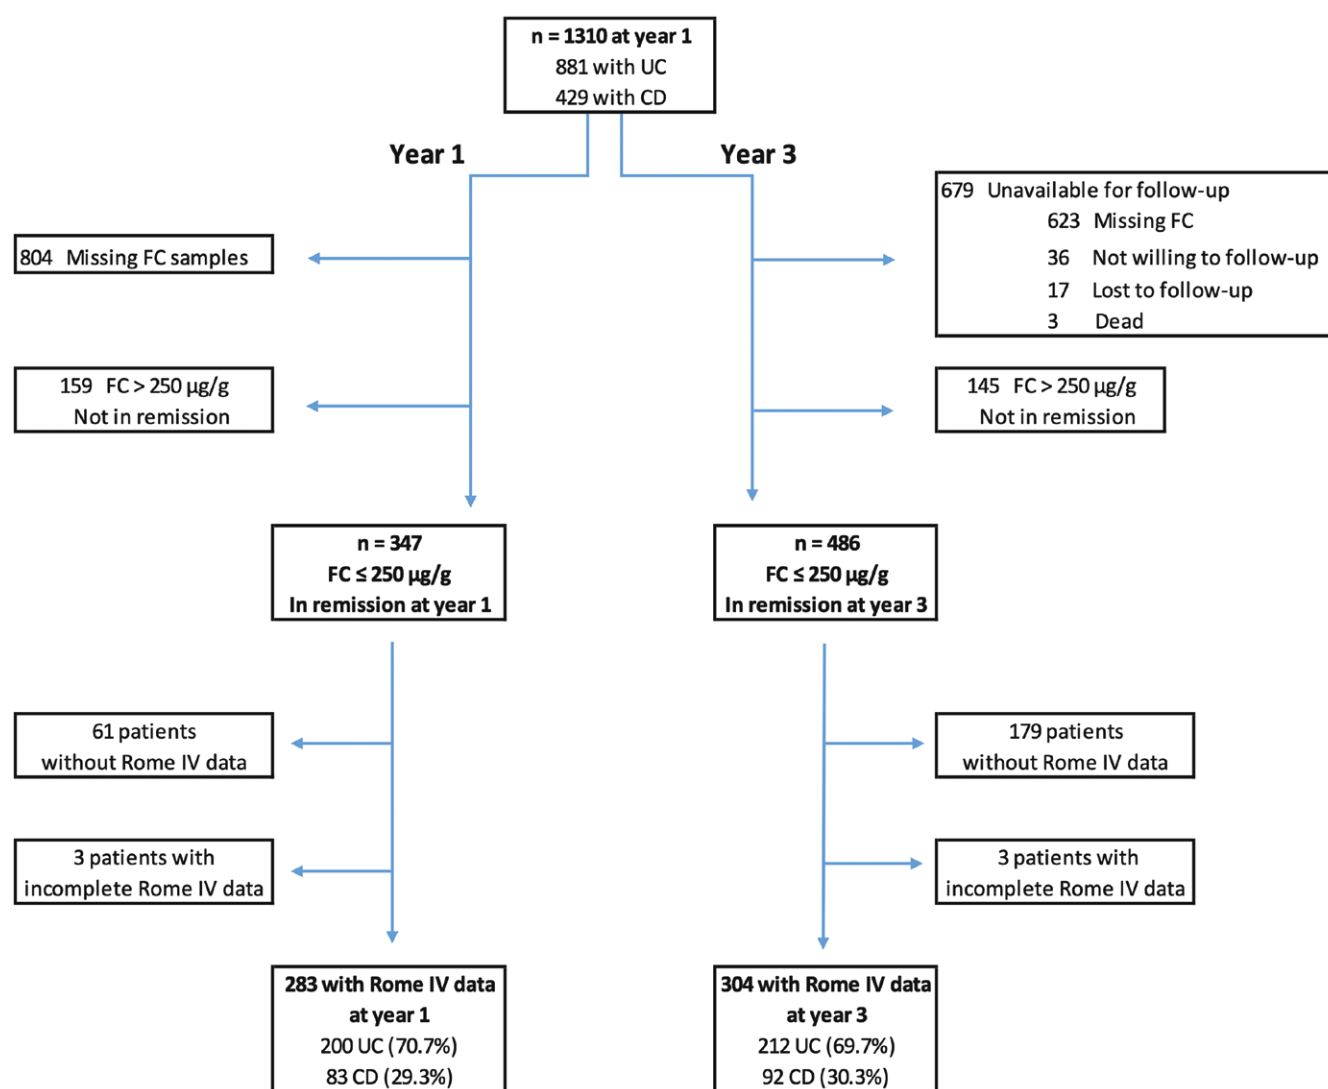 n = 1310 at year 1
881 with UC
429 with CD
Year 1
Year 3
804 Missing FC samples
679 Unavailable for follow-up
623 Missing FC
36 Not willing to follow-up
17 Lost to follow-up
3 Dead
159 FC > 250 µg/g
Not in remission
145 FC > 250 µg/g
Not in remission
n = 347
FC ≤ 250 µg/g
In remission at year 1
n = 486
FC ≤ 250 µg/g
In remission at year 3
61 patients
without Rome IV data
179 patients
without Rome IV data
3 patients with
incomplete Rome IV data
3 patients with
incomplete Rome IV data
283 with Rome IV data
at year 1
200 UC (70.7%)
83 CD (29.3%)
304 with Rome IV data
at year 3
212 UC (69.7%)
92 CD (30.3%)